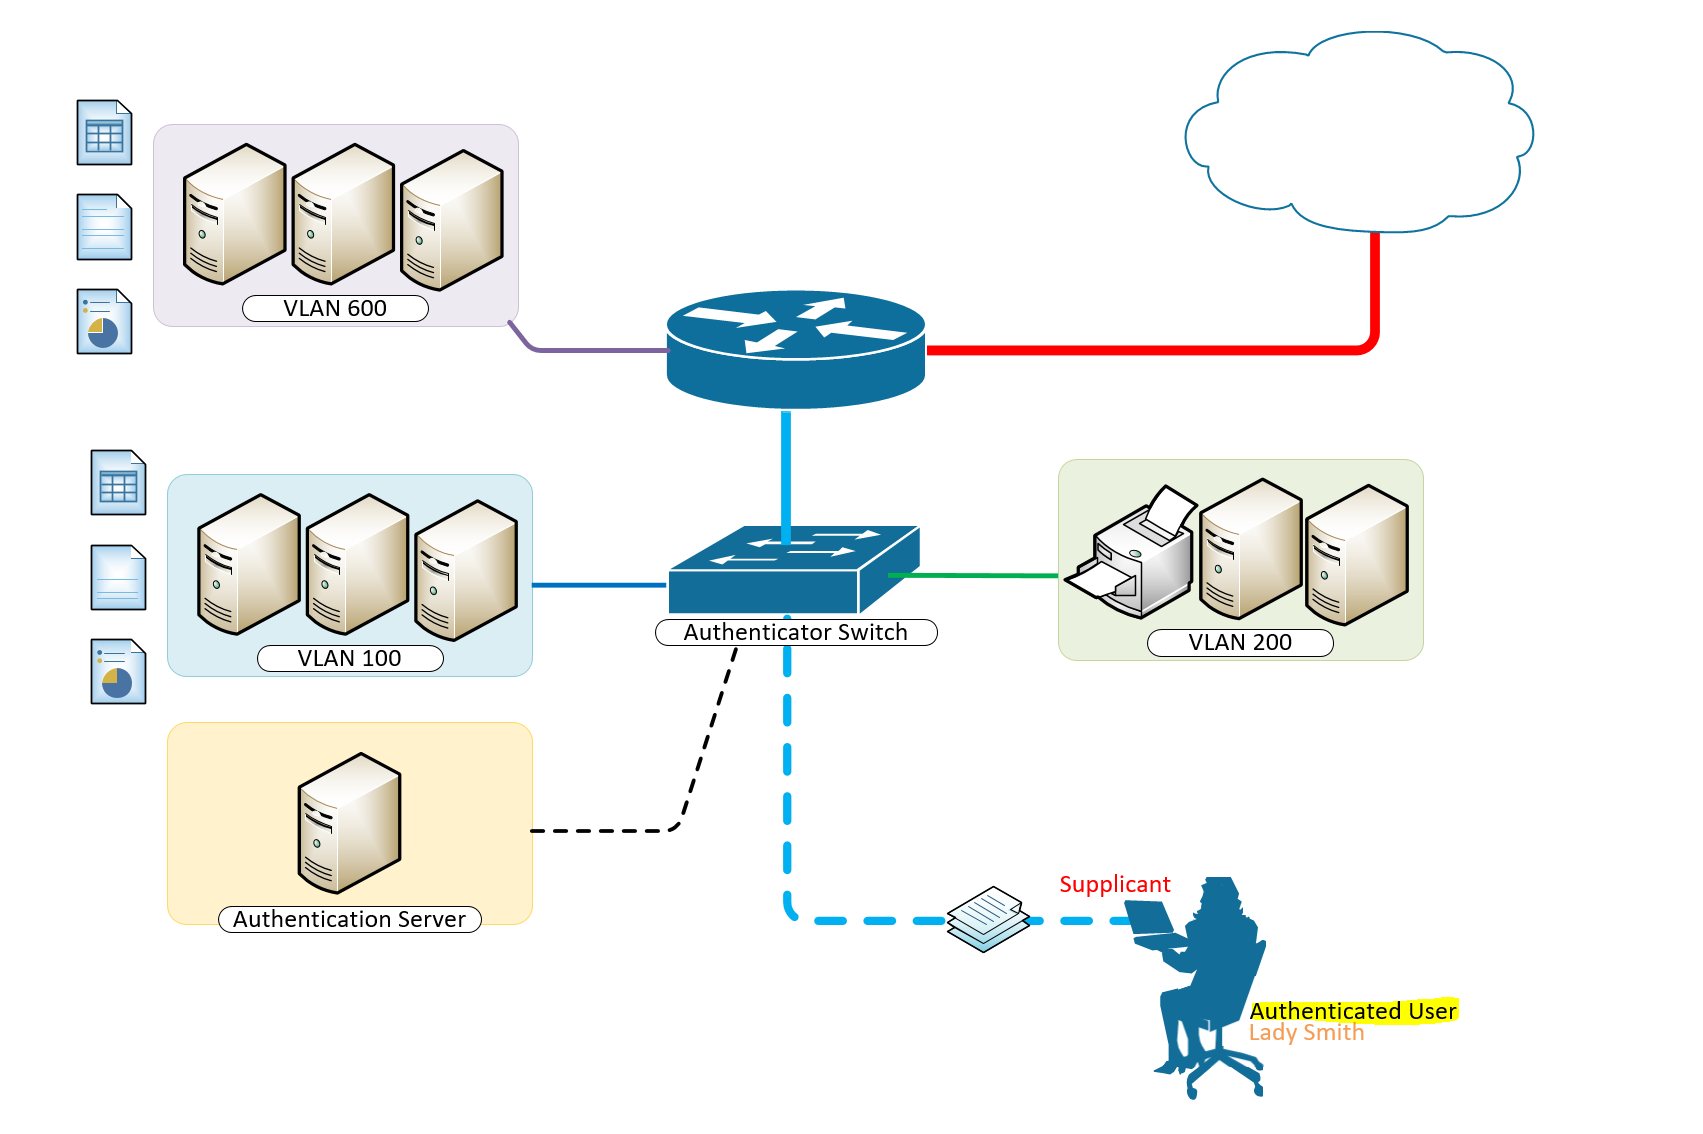 VLAN 600
VLAN 100
Authenticator Switch
VLAN 200
Authentication Server
Supplicant
Authenticated User
Lady Smith